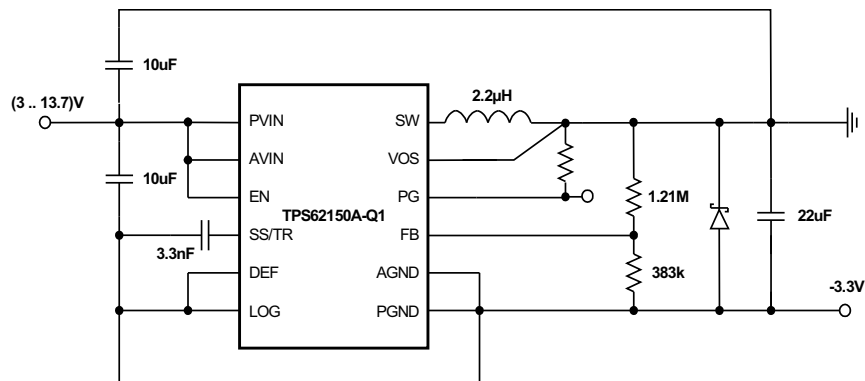 10uF
2.2µH
(3 .. 13.7)V
PVIN
SW
AVIN
VOS
10uF
EN
PG
1.21M
TPS62150A-Q1
22uF
SS/TR
FB
3.3nF
DEF
AGND
383k
-3.3V
LOG
PGND